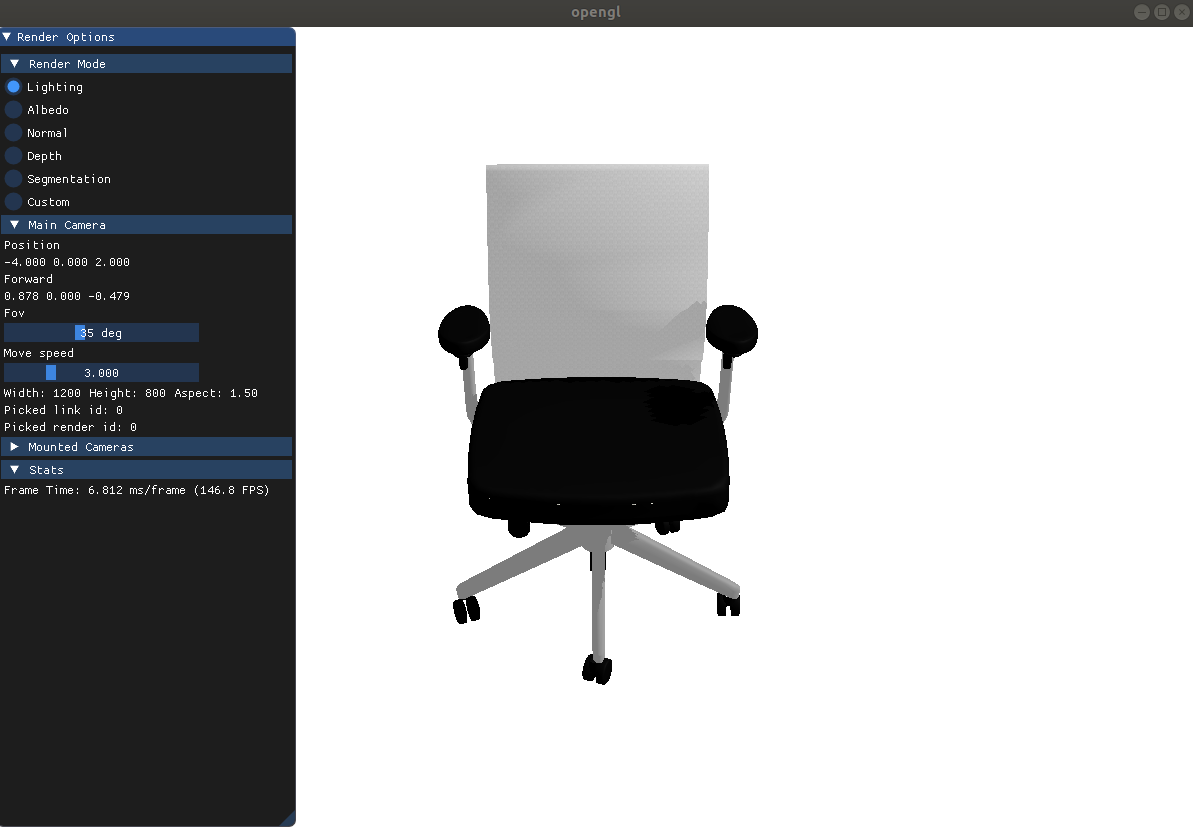 opengl
Render Options
Render Mode
Lighting
Albedo
Normal
Depth
Segmentation
Custom
Main Camera
Position
-4.000 0.000 2.000
Forward
0.878 0.000 -0.479
Fov
35 deg
Move speed
3.000
Width: 1200 Height: 800 Aspect: 1.50
Picked link id: 0
Picked render id: 0
Mounted Cameras
Stats
Frame Time: 6.812 ms/frame (146.8 FPS)